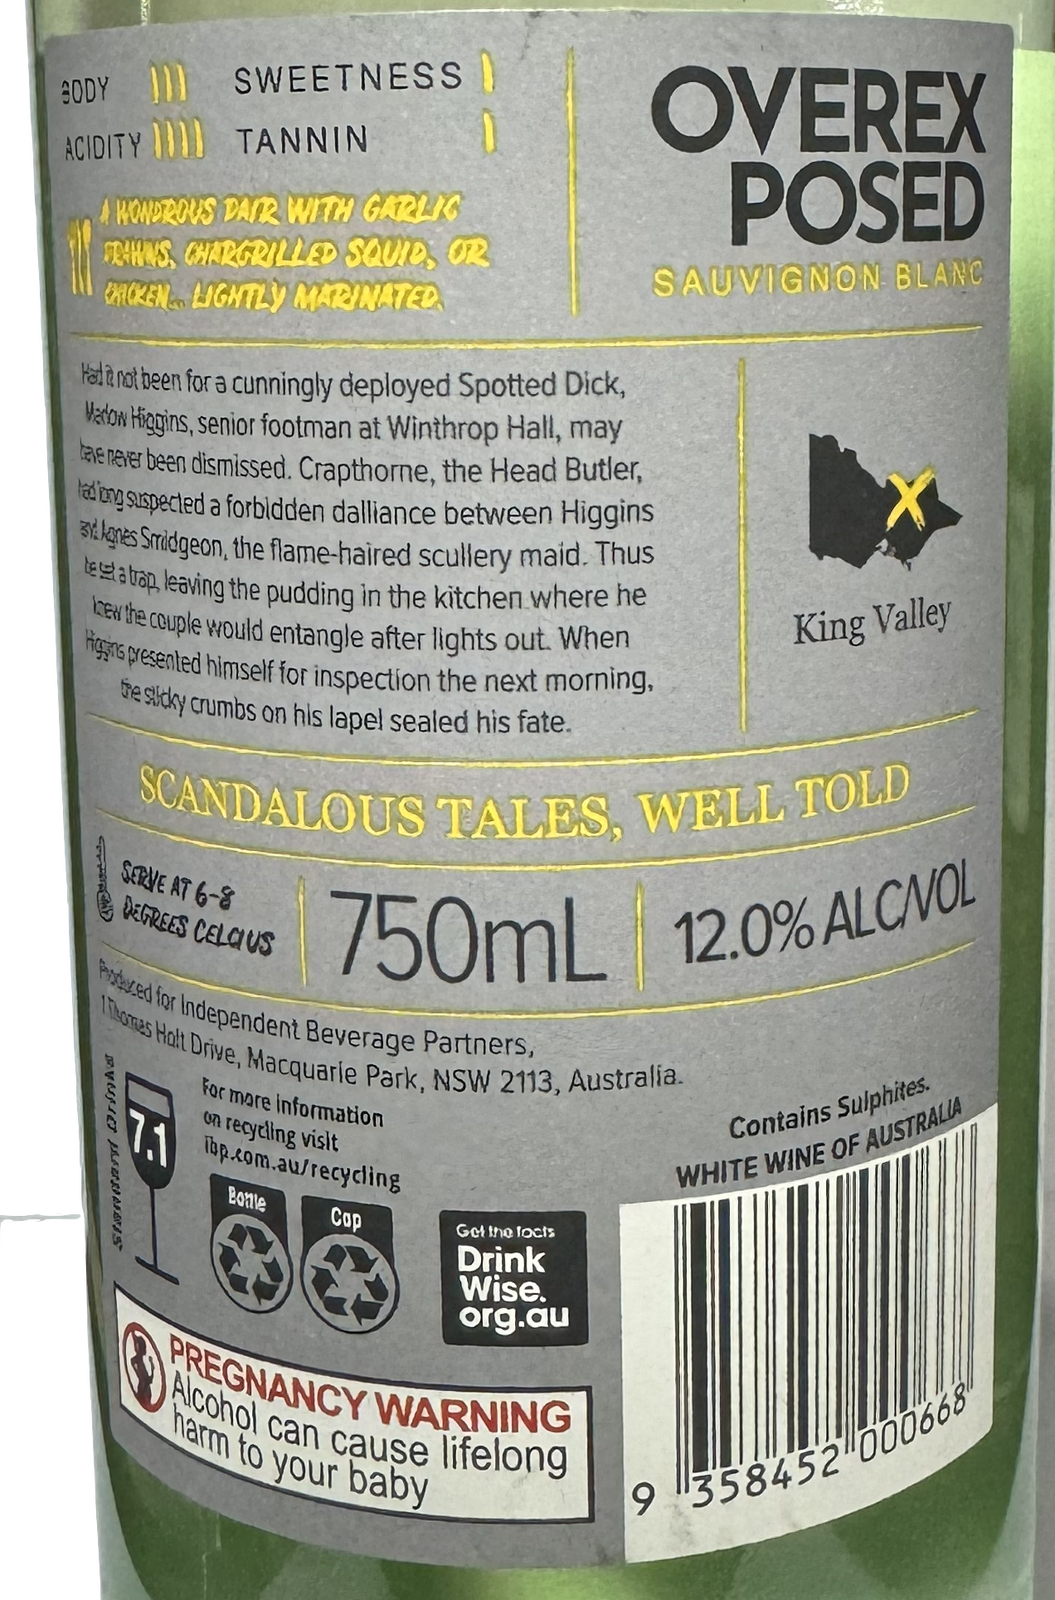 BODY
SWEETNESS
ACIDITY
TANNIN
A WONDROUS PAIR WITH GARLIC
PRAWNS, CHARGRILLED SQUID, OR
CHICKEN... LIGHTLY MARINATED.
OVEREX
POSED
SAUVIGNON BLANC
Had it not been for a cunningly deployed Spotted Dick,
Higgins, senior footman at Winthrop Hall, may
have never been dismissed. Crapthorne, the Head Butler,
had long suspected a forbidden dalliance between Higgins
and Agnes Smidgeon, the flame-haired scullery maid. Thus
he set a trap, leaving the pudding in the kitchen where he
knew the couple would entangle after lights out. When
Higgins presented himself for inspection the next morning,
the sticky crumbs on his lapel sealed his fate.
King Valley
SCANDALOUS TALES, WELL TOLD
SERVE AT 6-8
DEGREES CELCIUS
750mL
12.0% ALC/VOL
Produced for Independent Beverage Partners,
1 Thomas Holt Drive, Macquarie Park, NSW 2113, Australia.
7.1
STANDARD DRINKS
For more information
on recycling visit
ibp.com.au/recycling
Bottle
Cap
Get the facts
Drink
Wise.
org.au
Contains Sulphites.
WHITE WINE OF AUSTRALIA
PREGNANCY WARNING
Alcohol can cause lifelong
harm to your baby
9 358452 000668